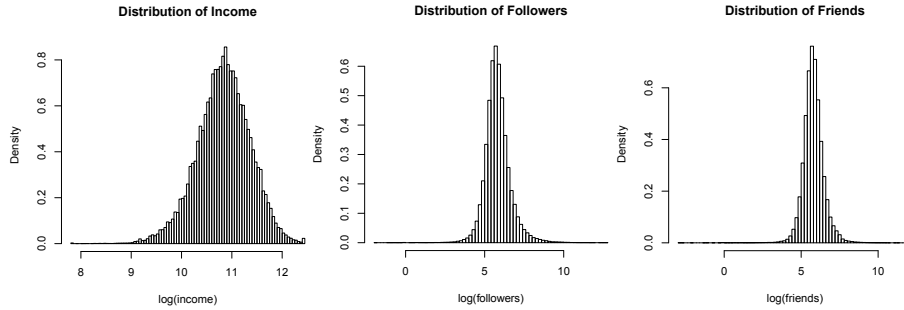 Distribution of Income
Density
0.0 0.2 0.4 0.6 0.8
8 9 10 11 12
log(income)
Distribution of Followers
Density
0.0 0.1 0.2 0.3 0.4 0.5 0.6
0 5 10
log(followers)
Distribution of Friends
Density
0.0 0.2 0.4 0.6 0.8
0 5 10
log(friends)